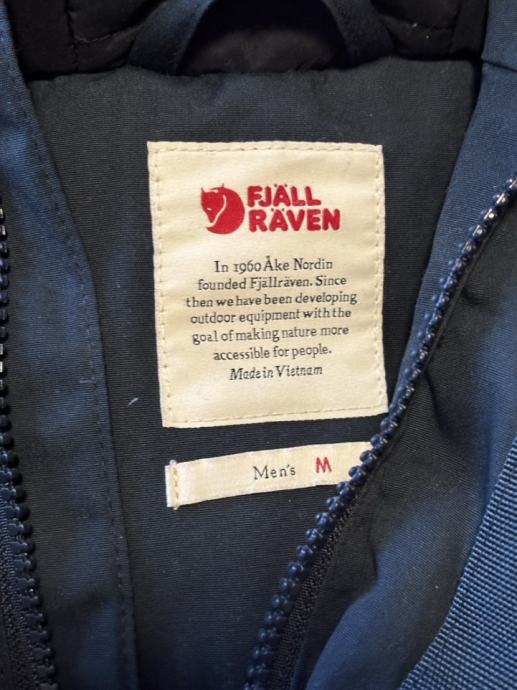 FJÄLL
RÄVEN
In 1960 Åke Nordin
founded Fjällräven. Since
then we have been developing
outdoor equipment with the
goal of making nature more
accessible for people.
Made in Vietnam
Men's M